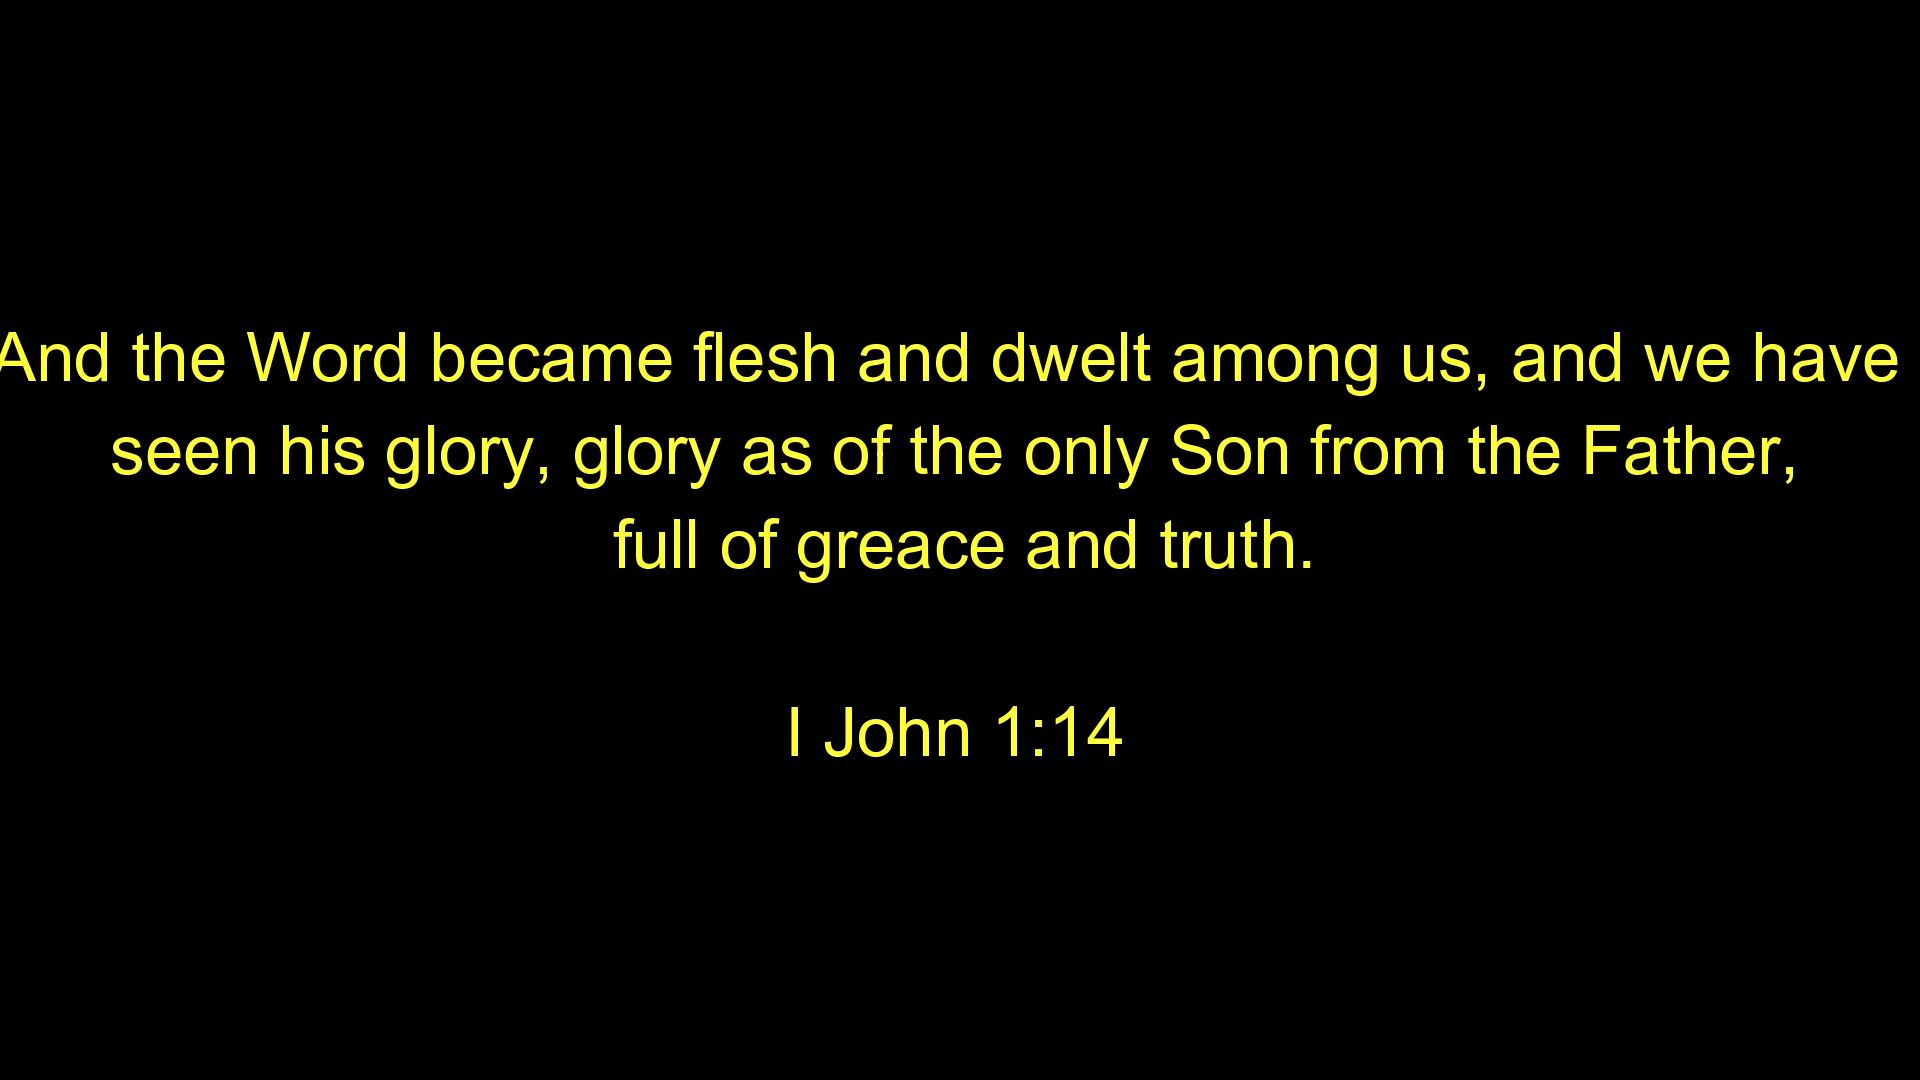 And the Word became flesh and dwelt among us, and we have
seen his glory, glory as of the only Son from the Father,
full of greace and truth.
I John 1:14